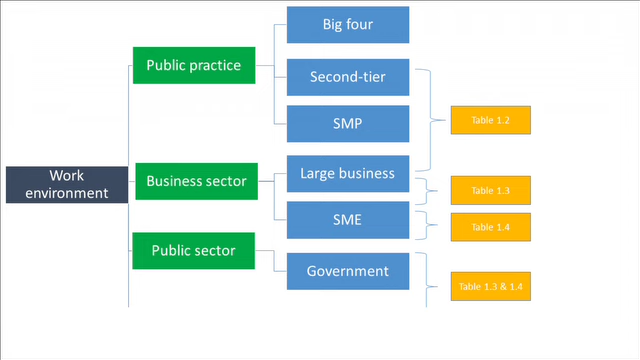 Big four
Public practice
Second-tier
SMP
Table 1.2
Work
environment
Business sector
Large business
Table 1.3
SME
Table 1.4
Public sector
Government
Table 1.3 & 1.4